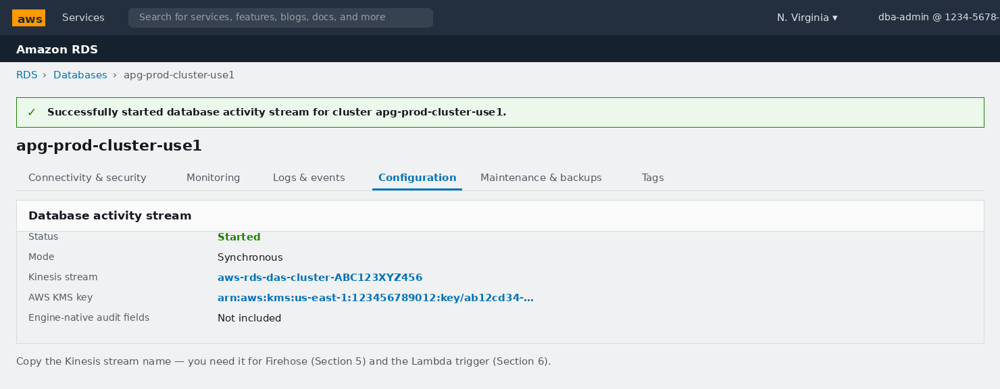 aws Services Search for services, features, blogs, docs, and more N. Virginia ▾ dba-admin @ 1234-5678-
Amazon RDS
RDS › Databases › apg-prod-cluster-use1
✓ Successfully started database activity stream for cluster apg-prod-cluster-use1.
apg-prod-cluster-use1
Connectivity & security Monitoring Logs & events Configuration Maintenance & backups Tags
Database activity stream
Status Started
Mode Synchronous
Kinesis stream aws-rds-das-cluster-ABC123XYZ456
AWS KMS key arn:aws:kms:us-east-1:123456789012:key/ab12cd34-...
Engine-native audit fields Not included
Copy the Kinesis stream name — you need it for Firehose (Section 5) and the Lambda trigger (Section 6).